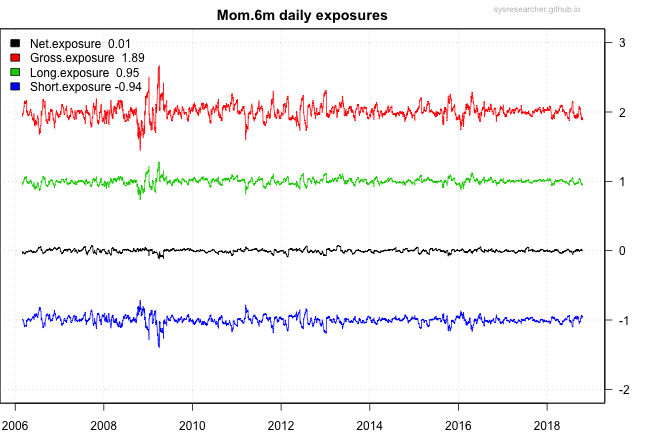 Mom.6m daily exposures
sysresearcher.github.io
Net.exposure 0.01
Gross.exposure 1.89
Long.exposure 0.95
Short.exposure -0.94
3
2
1
0
-1
-2
2006 2008 2010 2012 2014 2016 2018